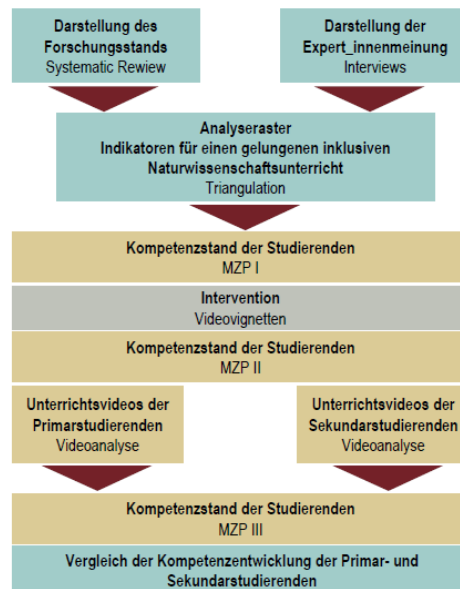 Darstellung des
Forschungsstands
Systematic Rewiew
Darstellung der
Expert_innenmeinung
Interviews
Analyseraster
Indikatoren für einen gelungenen inklusiven
Naturwissenschaftsunterricht
Triangulation
Kompetenzstand der Studierenden
MZP I
Intervention
Videovignetten
Kompetenzstand der Studierenden
MZP II
Unterrichtsvideos der
Primarstudierenden
Videoanalyse
Unterrichtsvideos der
Sekundarstudierenden
Videoanalyse
Kompetenzstand der Studierenden
MZP III
Vergleich der Kompetenzentwicklung der Primar- und
Sekundarstudierenden